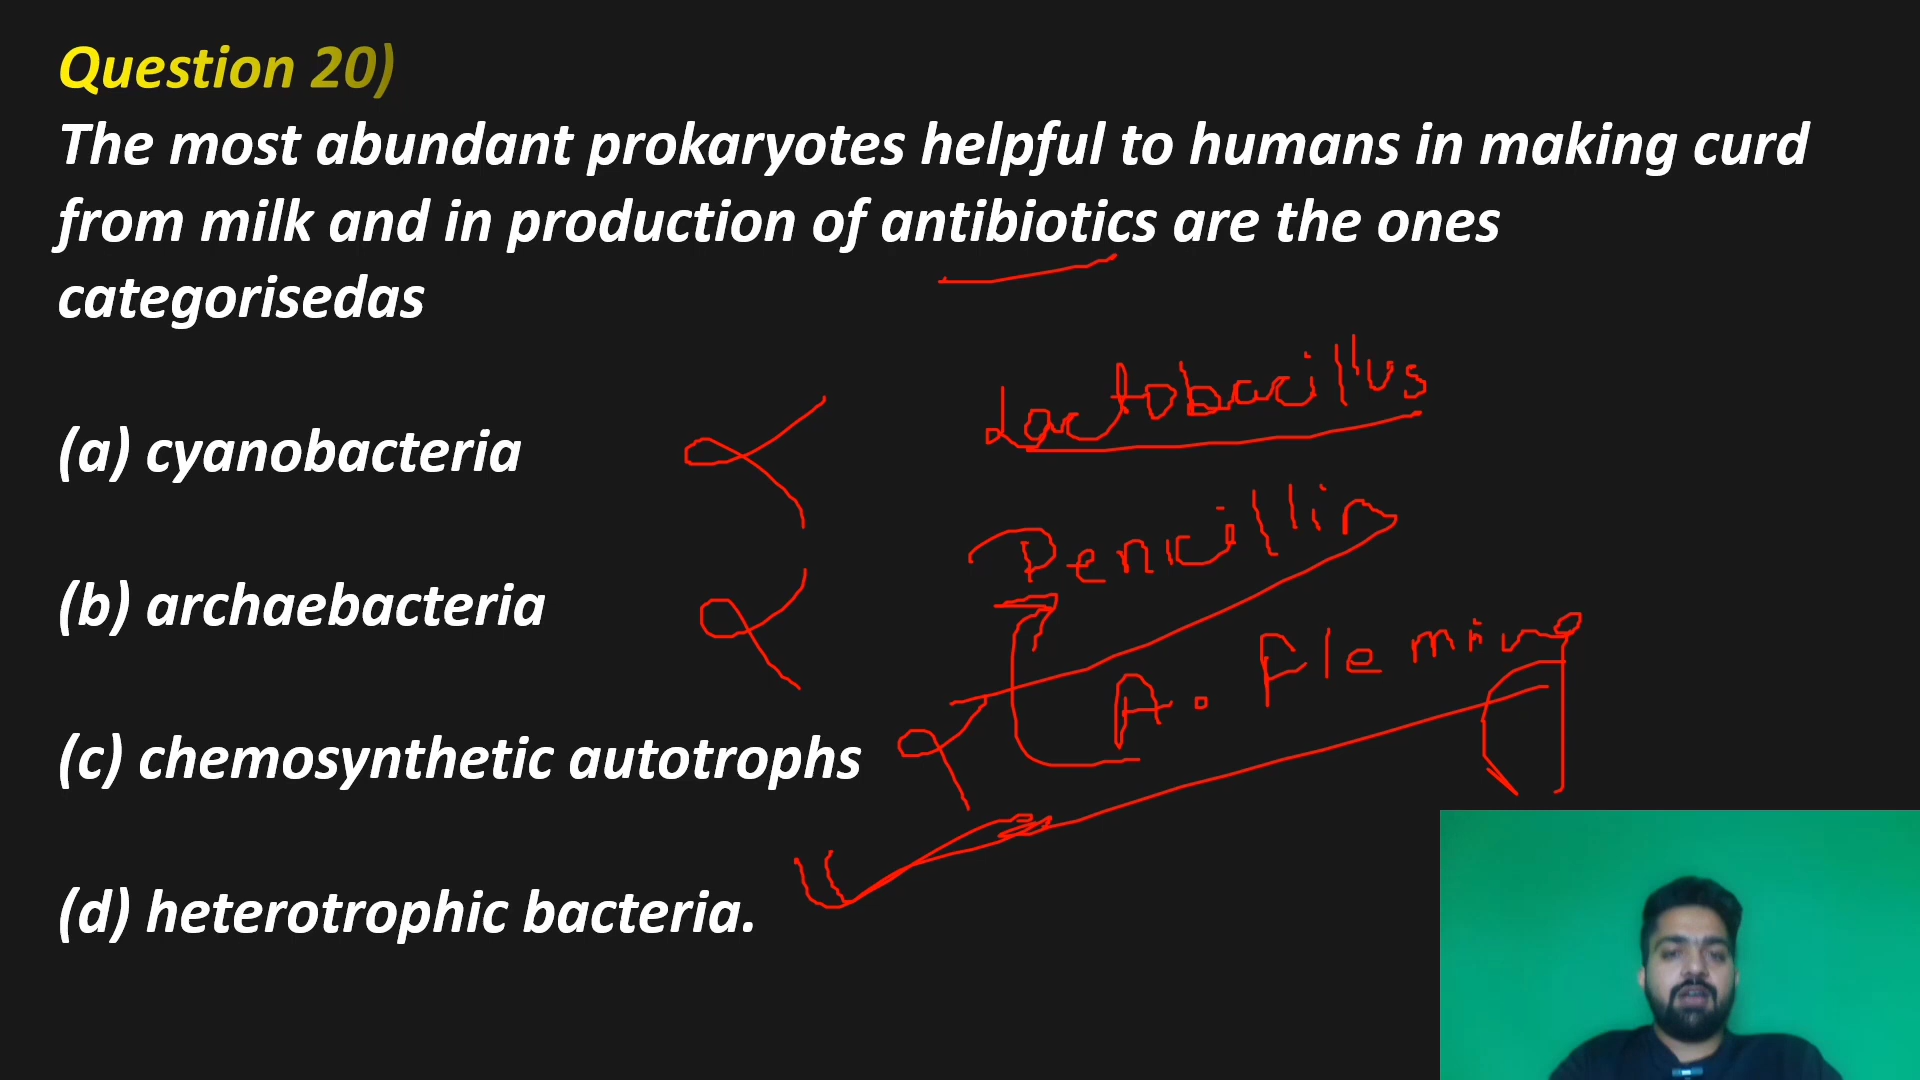 Question 20)
The most abundant prokaryotes helpful to humans in making curd
from milk and in production of antibiotics are the ones
categorisedas
Lactobacillus
(a) cyanobacteria
Penicillin
(b) archaebacteria
A. Fleming
(c) chemosynthetic autotrophs
(d) heterotrophic bacteria.